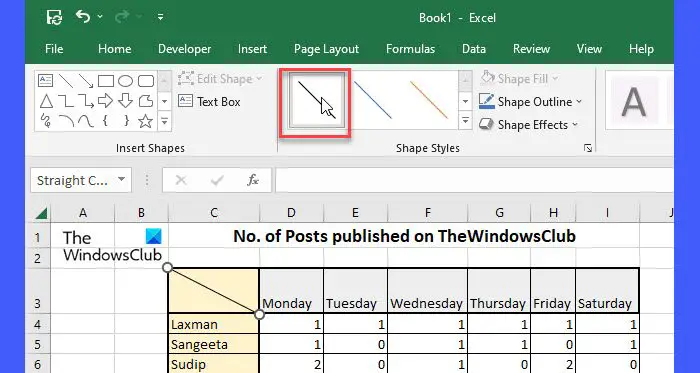 Book1 - Excel
File Home Developer Insert Page Layout Formulas Data Review View Help
Edit Shape Shape Fill
Text Box Shape Outline
Shape Effects
A
Insert Shapes Shape Styles
Straight C... fx
A B C D E F G H I J
1 The WindowsClub No. of Posts published on TheWindowsClub
2
3 Monday Tuesday Wednesday Thursday Friday Saturday
4 Laxman 1 1 1 1 1 1
5 Sangeeta 1 0 1 1 0 1
6 Sudip 2 0 1 0 2 0